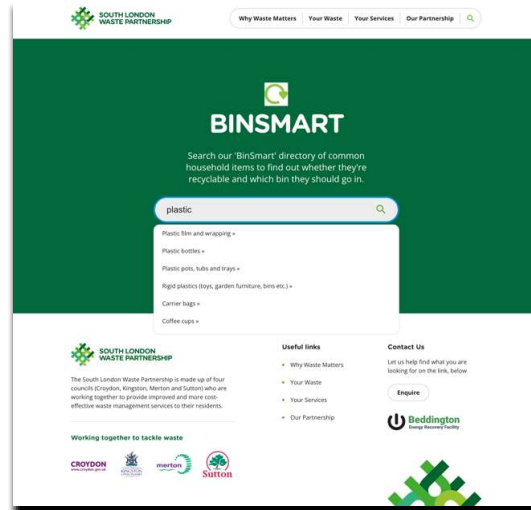 SOUTH LONDON
WASTE PARTNERSHIP
Why Waste Matters
Your Waste
Your Services
Our Partnership
BINSMART
Search our 'BinSmart' directory of common
household items to find out whether they're
recyclable and which bin they should go in.
plastic
Plastic film and wrapping »
Plastic bottles »
Plastic pots, tubs and trays »
Rigid plastics (toys, garden furniture, bins etc.) »
Carrier bags »
Coffee cups »
SOUTH LONDON
WASTE PARTNERSHIP
The South London Waste Partnership is made up of four
councils (Croydon, Kingston, Merton and Sutton) who are
working together to provide improved and more cost-
effective waste management services to their residents.
Working together to tackle waste
CROYDON
www.croydon.gov.uk
merton
Sutton
Useful links
Why Waste Matters
Your Waste
Your Services
Our Partnership
Contact Us
Let us help find what you are
looking for on the link, below
Enquire
Beddington
Energy Recovery Facility